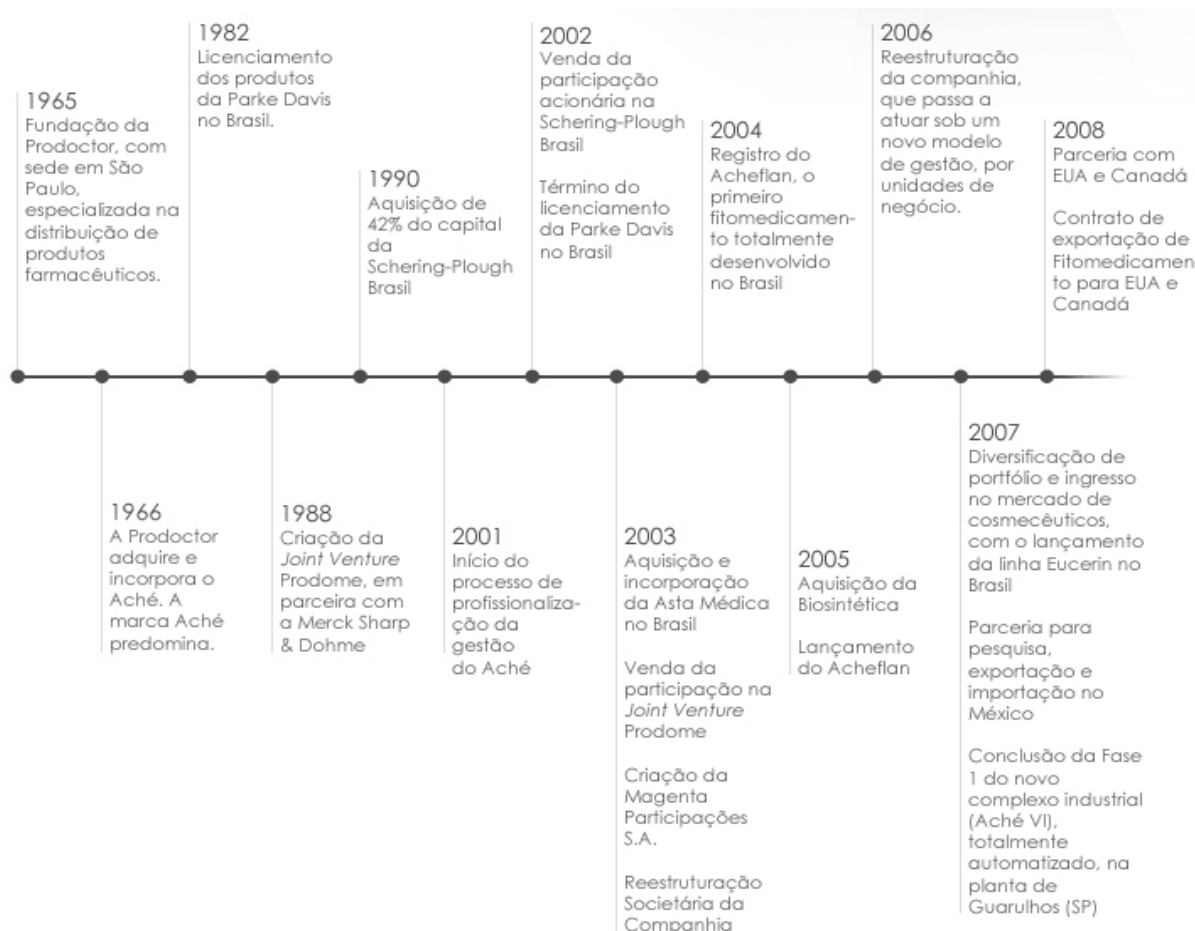 1965
Fundação da
Prodoctor, com
sede em São
Paulo,
especializada na
distribuição de
produtos
farmacêuticos.
1966
A Prodoctor
adquire e
incorpora o
Aché. A
marca Aché
predomina.
1982
Licenciamento
dos produtos
da Parke Davis
no Brasil.
1988
Criação da
Joint Venture
Prodome, em
parceira com
a Merck Sharp
& Dohme
1990
Aquisição de
42% do capital
da
Schering-Plough
Brasil
2001
Início do
processo de
profissionaliza-
ção da
gestão
do Aché
2002
Venda da
participação
acionária na
Schering-Plough
Brasil
Término do
licenciamento
da Parke Davis
no Brasil
2003
Aquisição e
incorporação
da Asta Médica
no Brasil
Venda da
participação na
Joint Venture
Prodome
Criação da
Magenta
Participações
S.A.
Reestruturação
Societária da
Companhia
2004
Registro do
Acheflan, o
primeiro
fitomedicamen-
to totalmente
desenvolvido
no Brasil
2005
Aquisição da
Biosintética
Lançamento
do Acheflan
2006
Reestruturação
da companhia,
que passa a
atuar sob um
novo modelo
de gestão, por
unidades de
negócio.
2007
Diversificação de
portfólio e ingresso
no mercado de
cosmecêuticos,
com o lançamento
da linha Eucerin no
Brasil
Parceria para
pesquisa,
exportação e
importação no
México
Conclusão da Fase
1 do novo
complexo industrial
(Aché VI),
totalmente
automatizado, na
planta de
Guarulhos (SP)
2008
Parceria com
EUA e Canadá
Contrato de
exportação de
Fitomedicamen
to para EUA e
Canadá